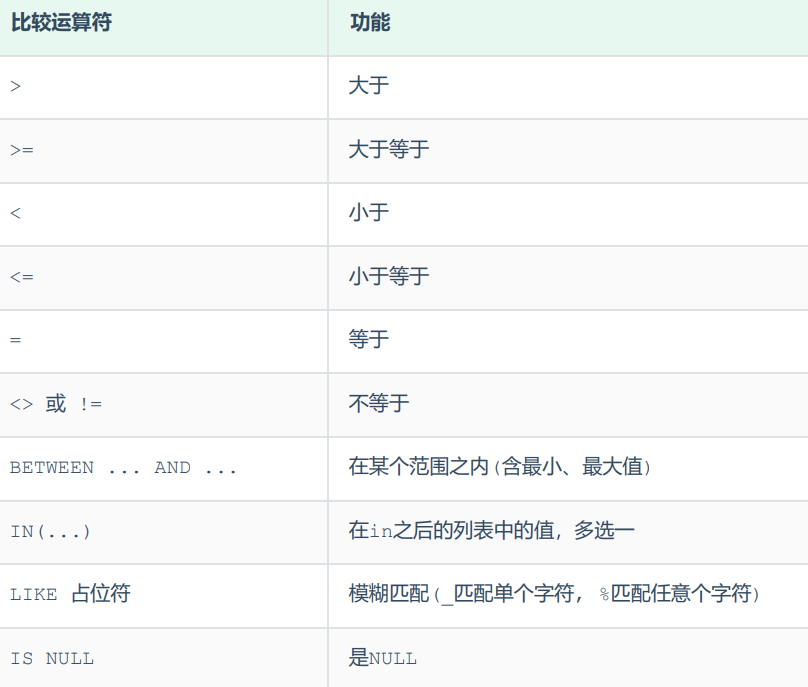 比较运算符 功能
> 大于
>= 大于等于
< 小于
<= 小于等于
= 等于
<> 或 != 不等于
BETWEEN ... AND ... 在某个范围之内(含最小、最大值)
IN(...) 在in之后的列表中的值，多选一
LIKE 占位符 模糊匹配(_匹配单个字符, %匹配任意个字符)
IS NULL 是NULL